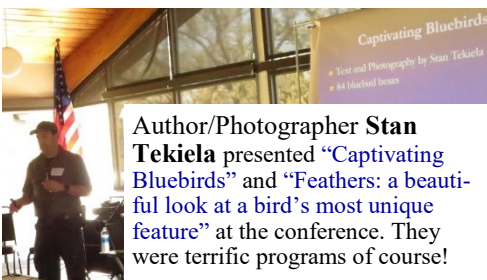 Captivating Bluebirds
Text and Photography by Stan Tekiela
84 bluebird boxes
Author/Photographer Stan
Tekiela presented “Captivating
Bluebirds” and “Feathers: a beauti-
ful look at a bird’s most unique
feature” at the conference. They
were terrific programs of course!